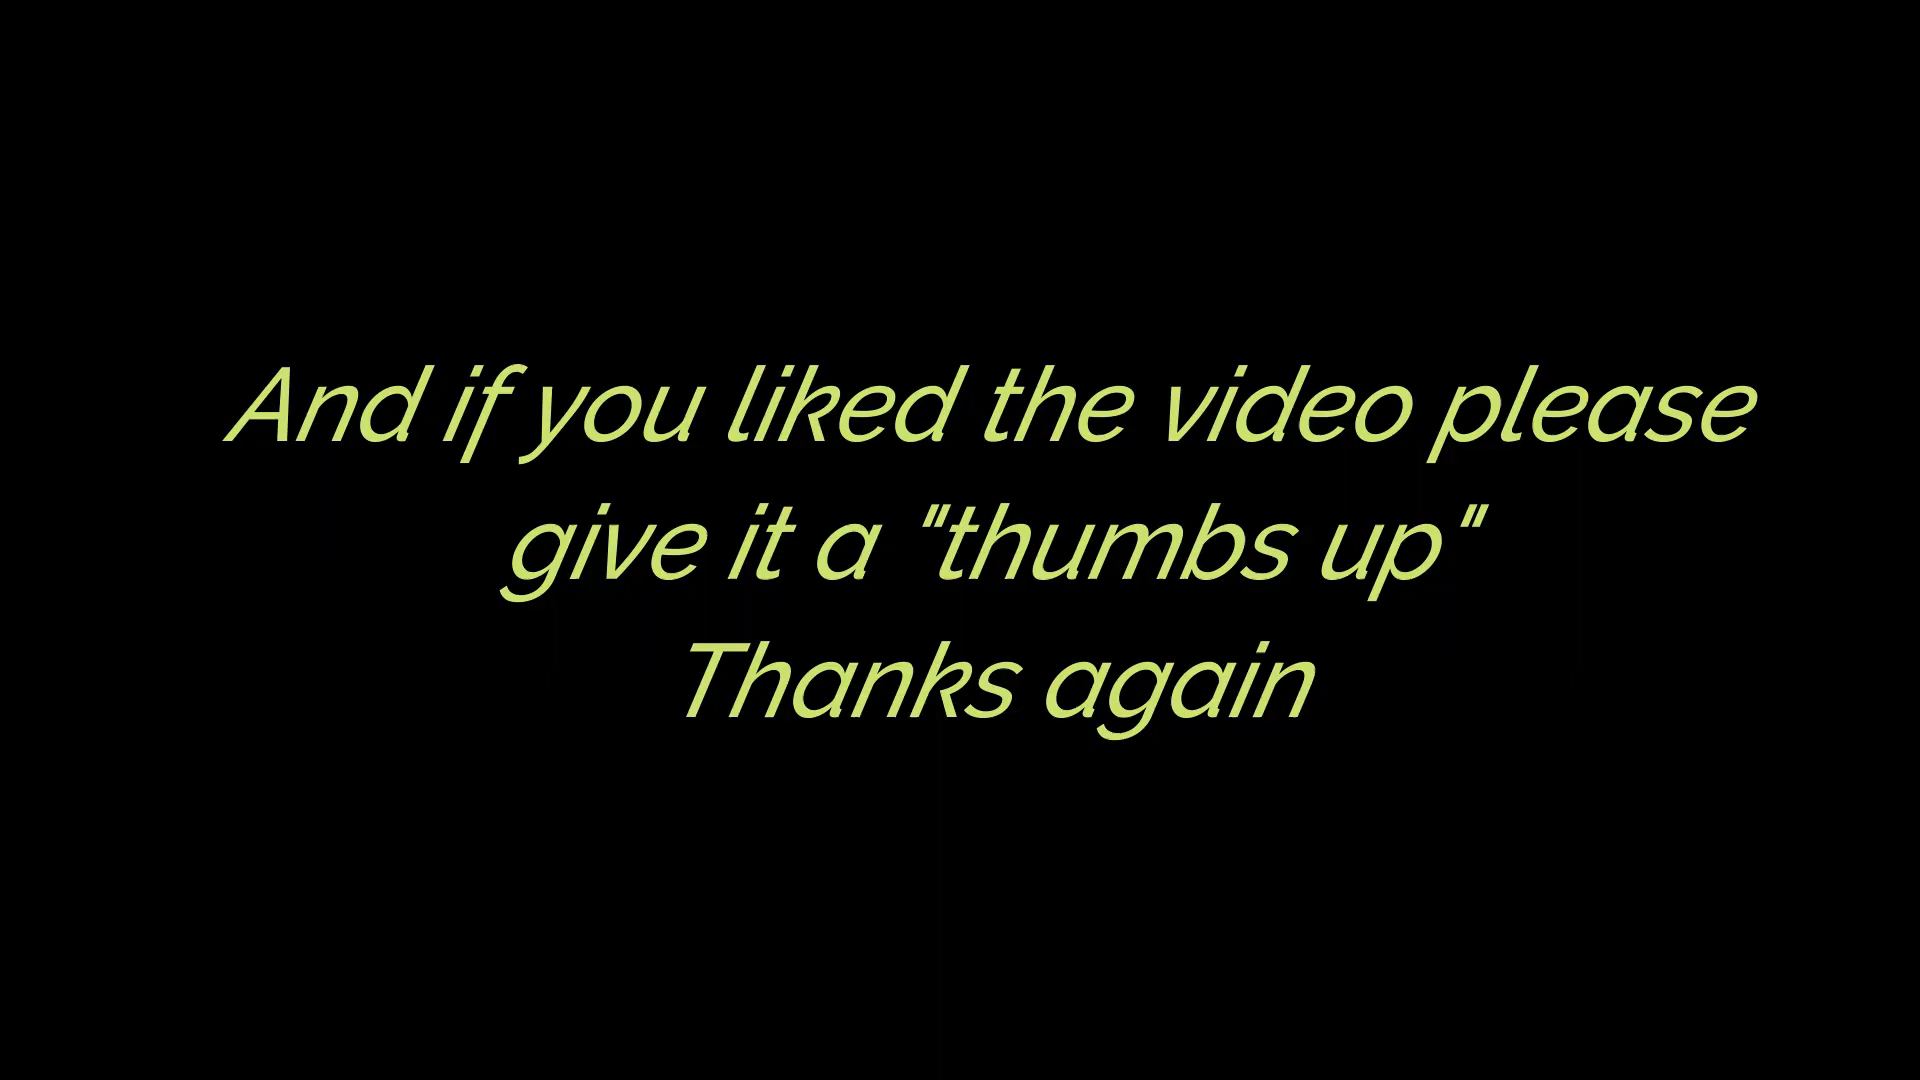 And if you liked the video please
give it a "thumbs up"
Thanks again